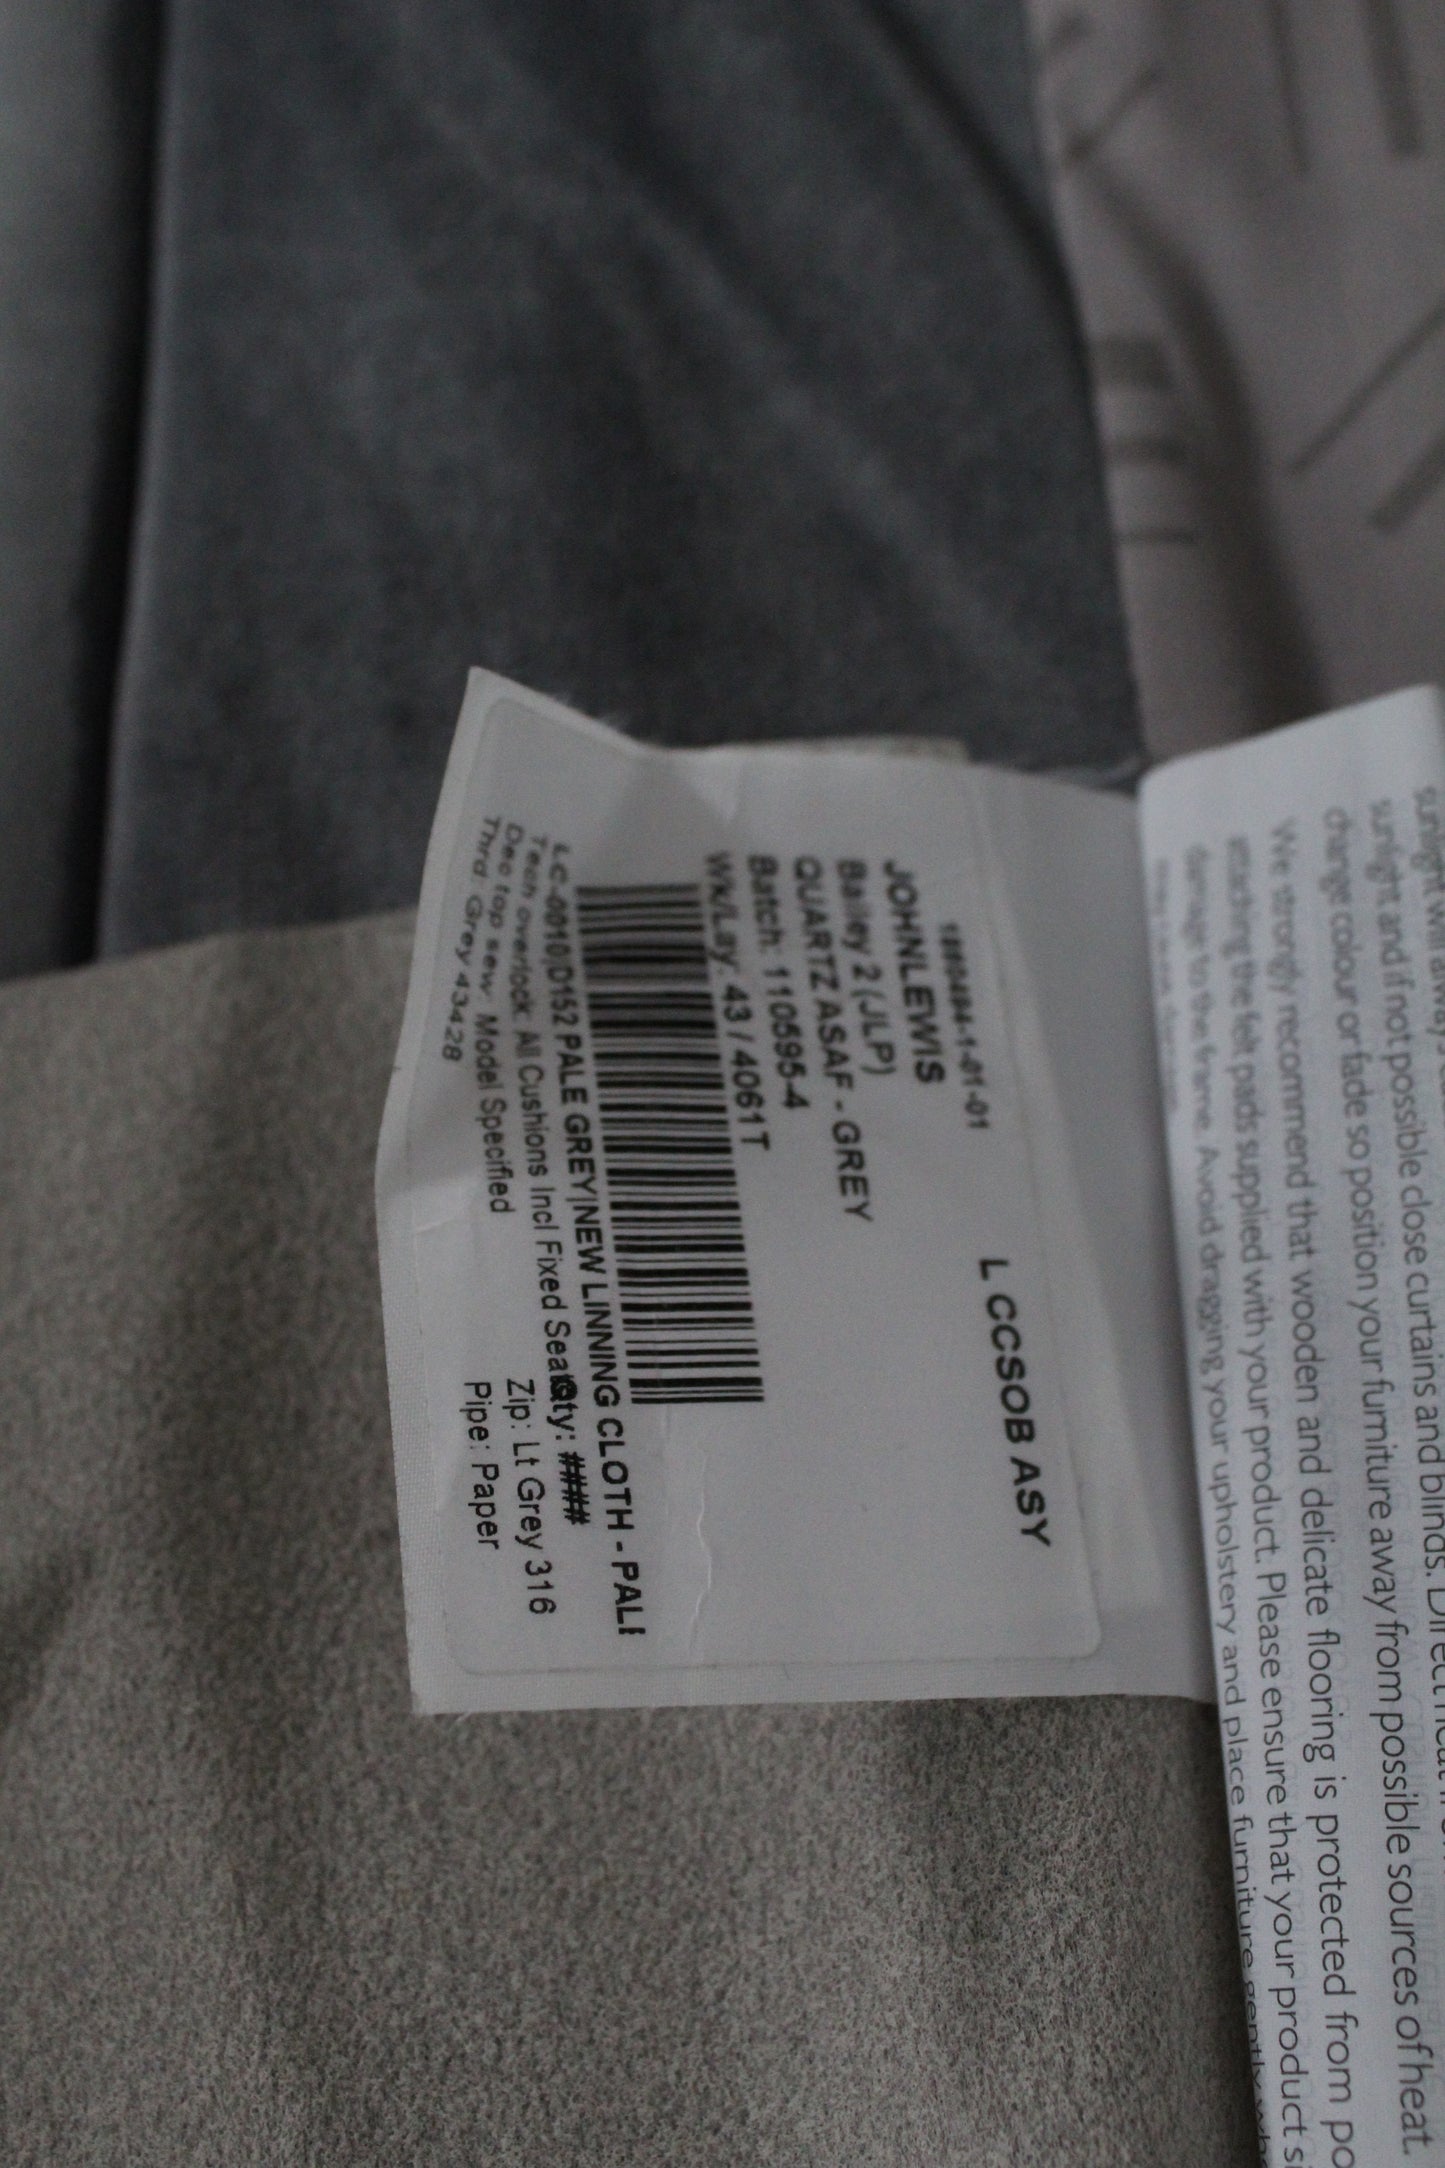 L CCSOB ASY
JOHNLEWIS
Bailey 2 (JLP)
QUARTZ ASAF - GREY
Batch: 110595-4
Wk/Lay: 43 / 4061T
LC-0010,D152 PALE GREY|NEW LINNING CLOTH - PALE
Tech overlock: All Cushions Incl Fixed Seat Qty: ####
Dec top sew: Model Specified Zip: Lt Grey 316
Thrd: Grey 43428 Pipe: Paper
sunlight will
sunlight and if not possible close curtains and blinds. Direct heat
change colour or fade so position your furniture away from possible sources of heat.
We strongly recommend that wooden and delicate flooring is protected from
attaching the felt pads supplied with your product. Please ensure that your product
damage to the frame. Avoid dragging your upholstery and place furniture gently